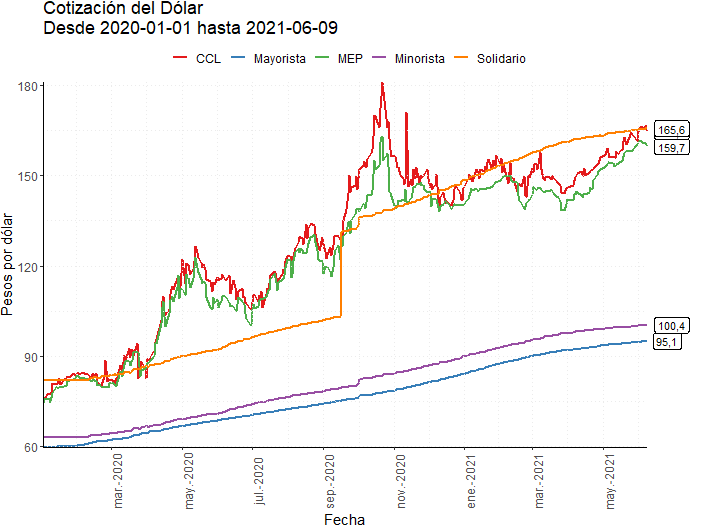 Cotización del Dólar
Desde 2020-01-01 hasta 2021-06-09
CCL Mayorista MEP Minorista Solidario
Pesos por dólar
180
150
120
90
60
165,6
159,7
100,4
95,1
mar.-2020
may.-2020
jul.-2020
sep.-2020
nov.-2020
ene.-2021
mar.-2021
may.-2021
Fecha